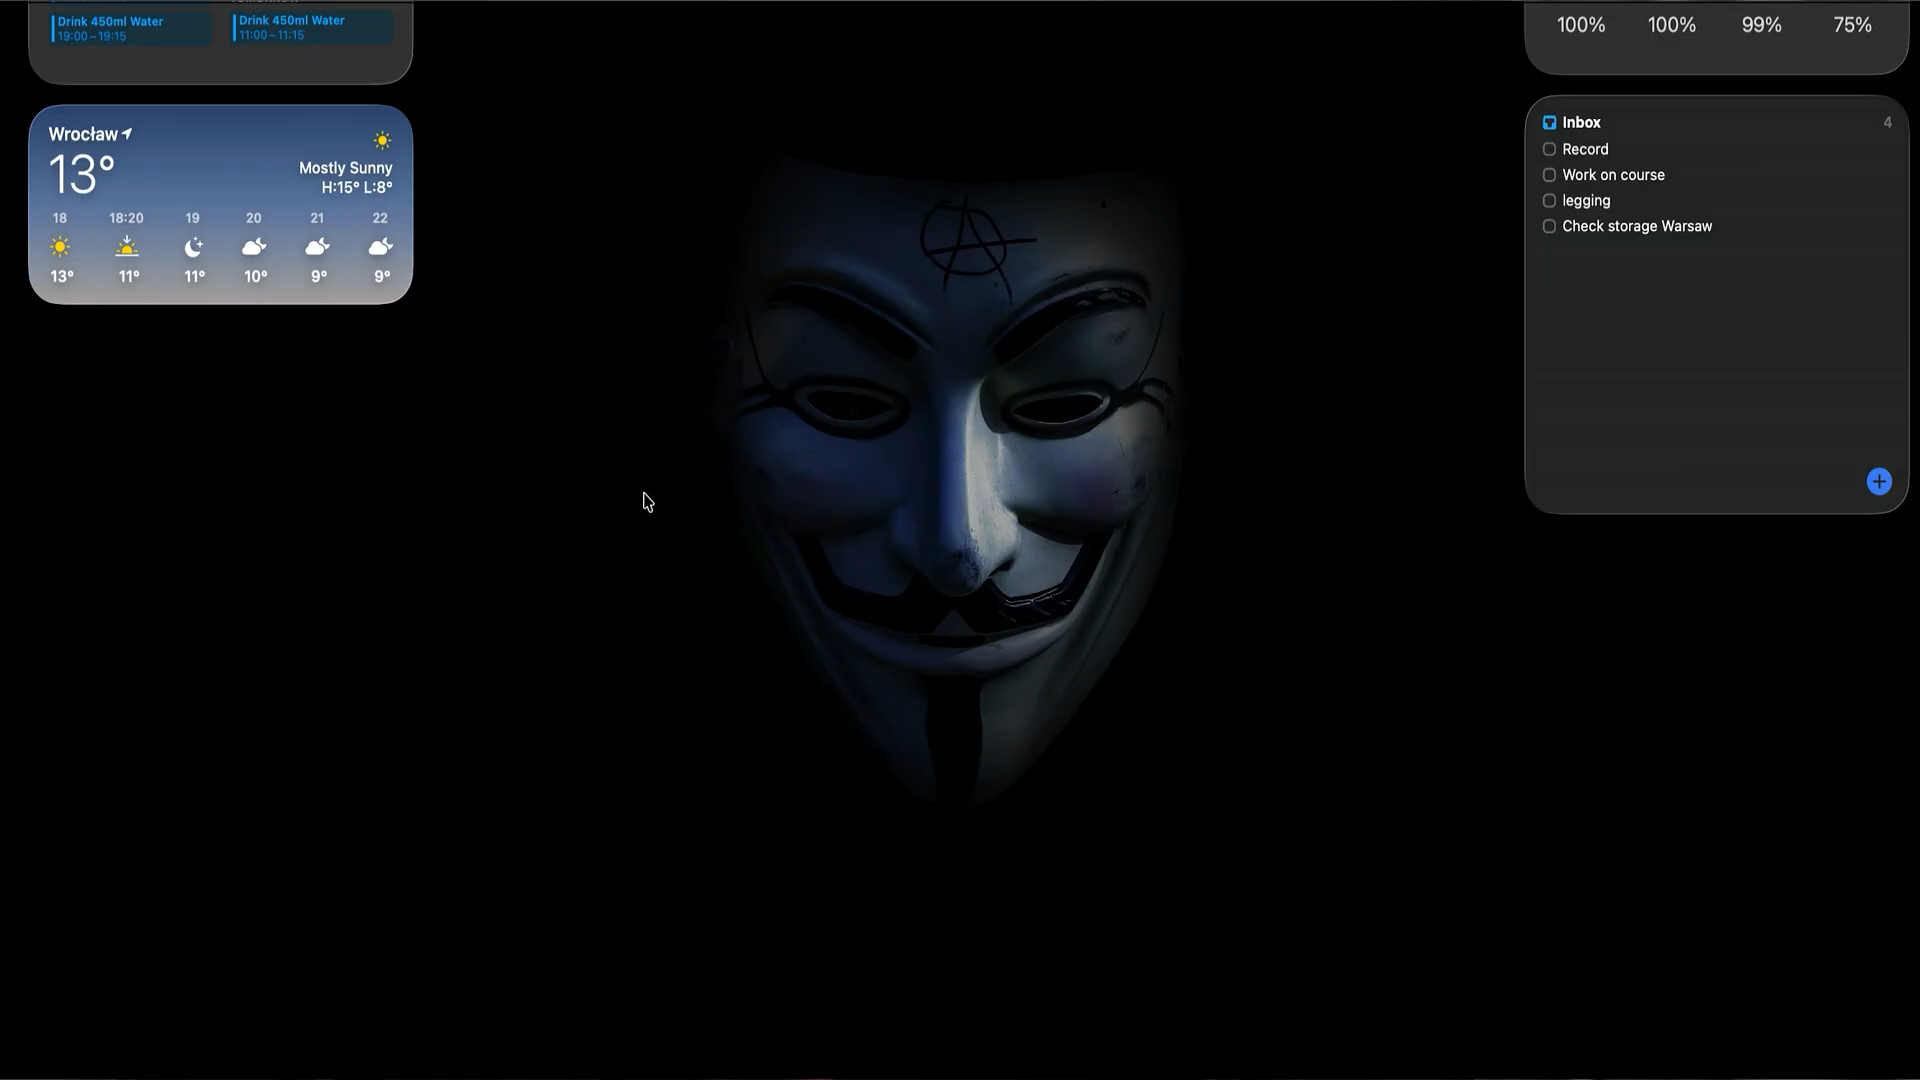 Drink 450ml Water
19:00 – 19:15
Drink 450ml Water
11:00 – 11:15
Wrocław
13°
Mostly Sunny
H:15° L:8°
18 18:20 19 20 21 22
13° 11° 11° 10° 9° 9°
100% 100% 99% 75%
Inbox 4
Record
Work on course
legging
Check storage Warsaw